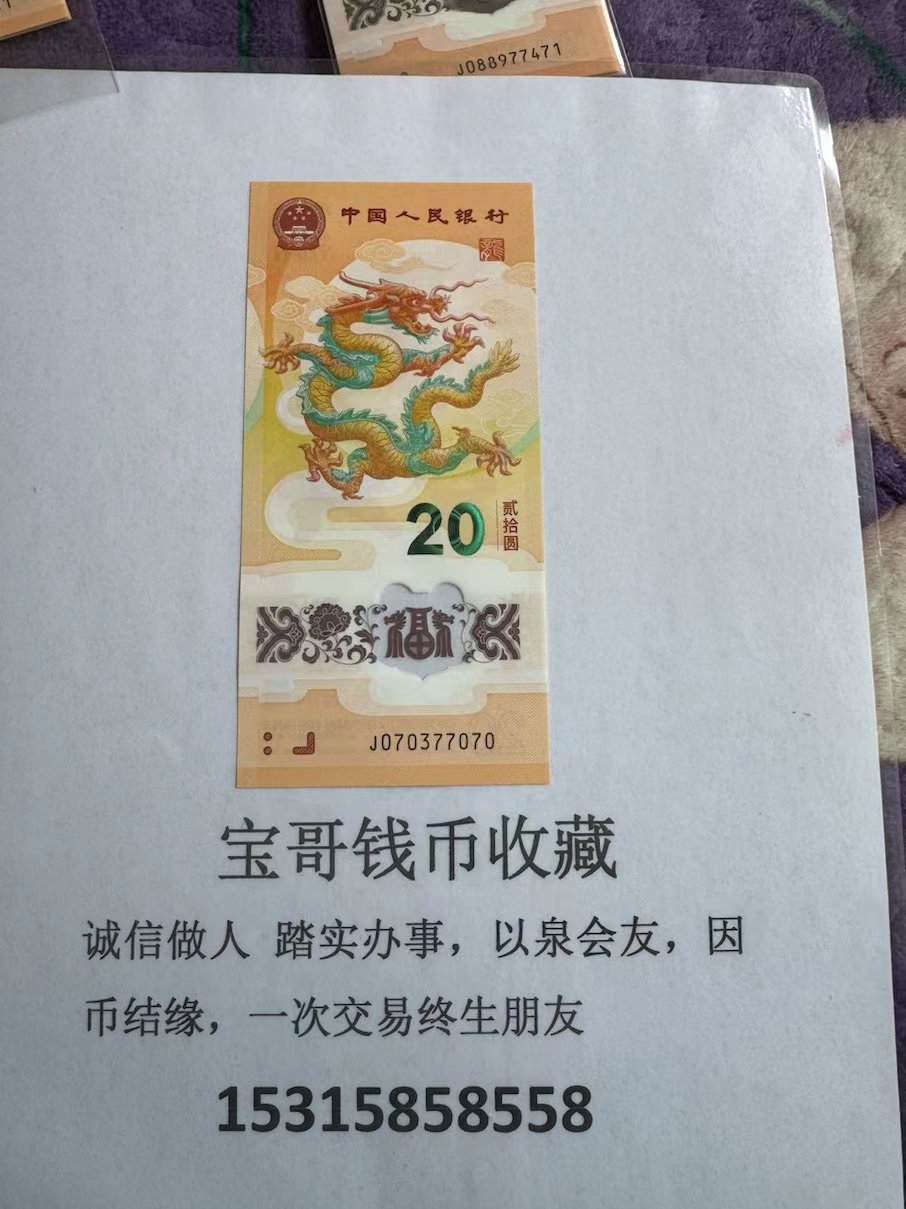 J088977471
中国人民银行
龍
20
贰拾圆
福
J070377070
宝哥钱币收藏
诚信做人 踏实办事，以泉会友，因
币结缘，一次交易终生朋友
15315858558